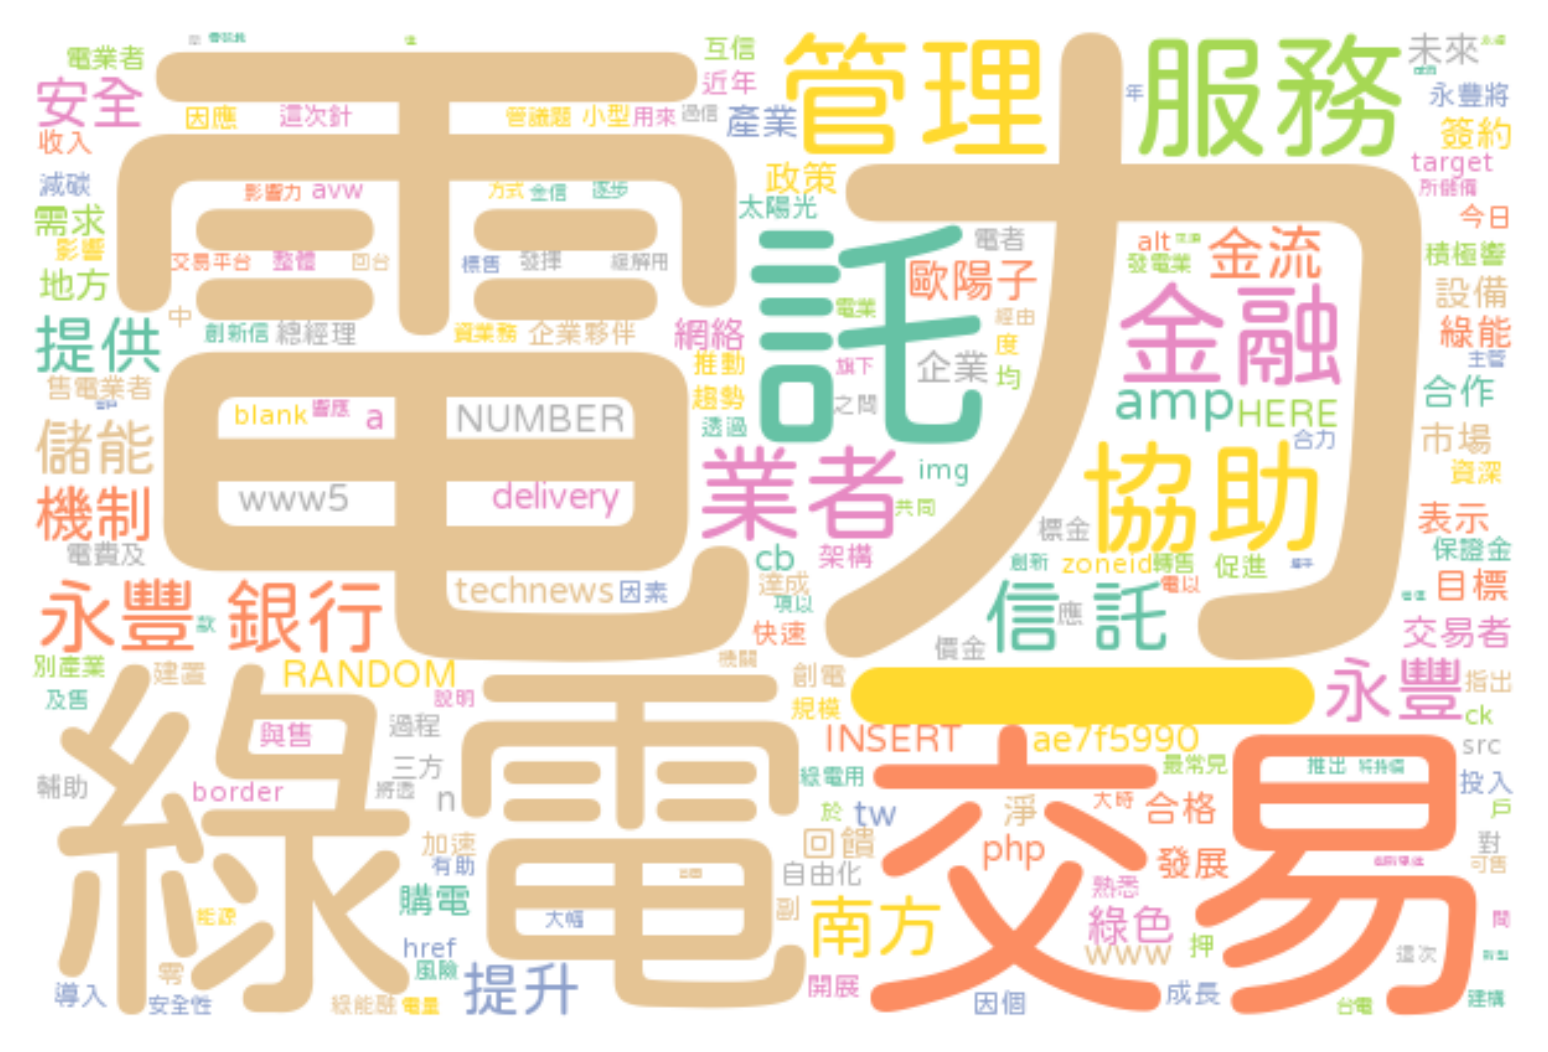 電力
管理
服務
託
綠電
交易
一
金融
協助
業者
信託
永豐 銀行
永豐
南方
提升
提供
儲能
機制
安全
歐陽子
金流
電業者
互信
近年
未來
永豐將
簽約
target
所儲備
今日
積極響
設備
綠能
主管
合作
市場
資深
表示
保證金
目標
交易者
指出
ck
src
投入
戶
對
可售
間
這次
建構
台電
收入
減碳
需求
影響
地方
售電業者
電費及
因應
這次針
管議題
小型
用來
過信
產業
年
政策
太陽光
影響力
avw
方式
金信
逐步
交易平台
整體
回台
標售
發揮
緩解用
中
創新信
總經理
資業務
企業夥伴
網絡
推動
趨勢
透過
電者
電業
旗下
之間
企業
經由
度
均
alt
發電業
amp
HERE
合力
blank
響應
a
NUMBER
www5
delivery
technews
因素
img
共同
cb
架構
達成
項以
快速
標金
創新
zoneid
轉售
促進
電以
應
價金
款
別產業
建置
及售
RANDOM
說明
機關
創電
規模
與售
過程
三方
將透
border
n
輔助
加速
有助
購電
href
風險
能源
零
導入
安全性
綠能融
電量
大幅
INSERT
ae7f5990
綠電用
最常見
推出
於
tw
淨
大時
合格
php
發展
回饋
自由化
副
熟悉
綠色
www
押
開展
因個
成長